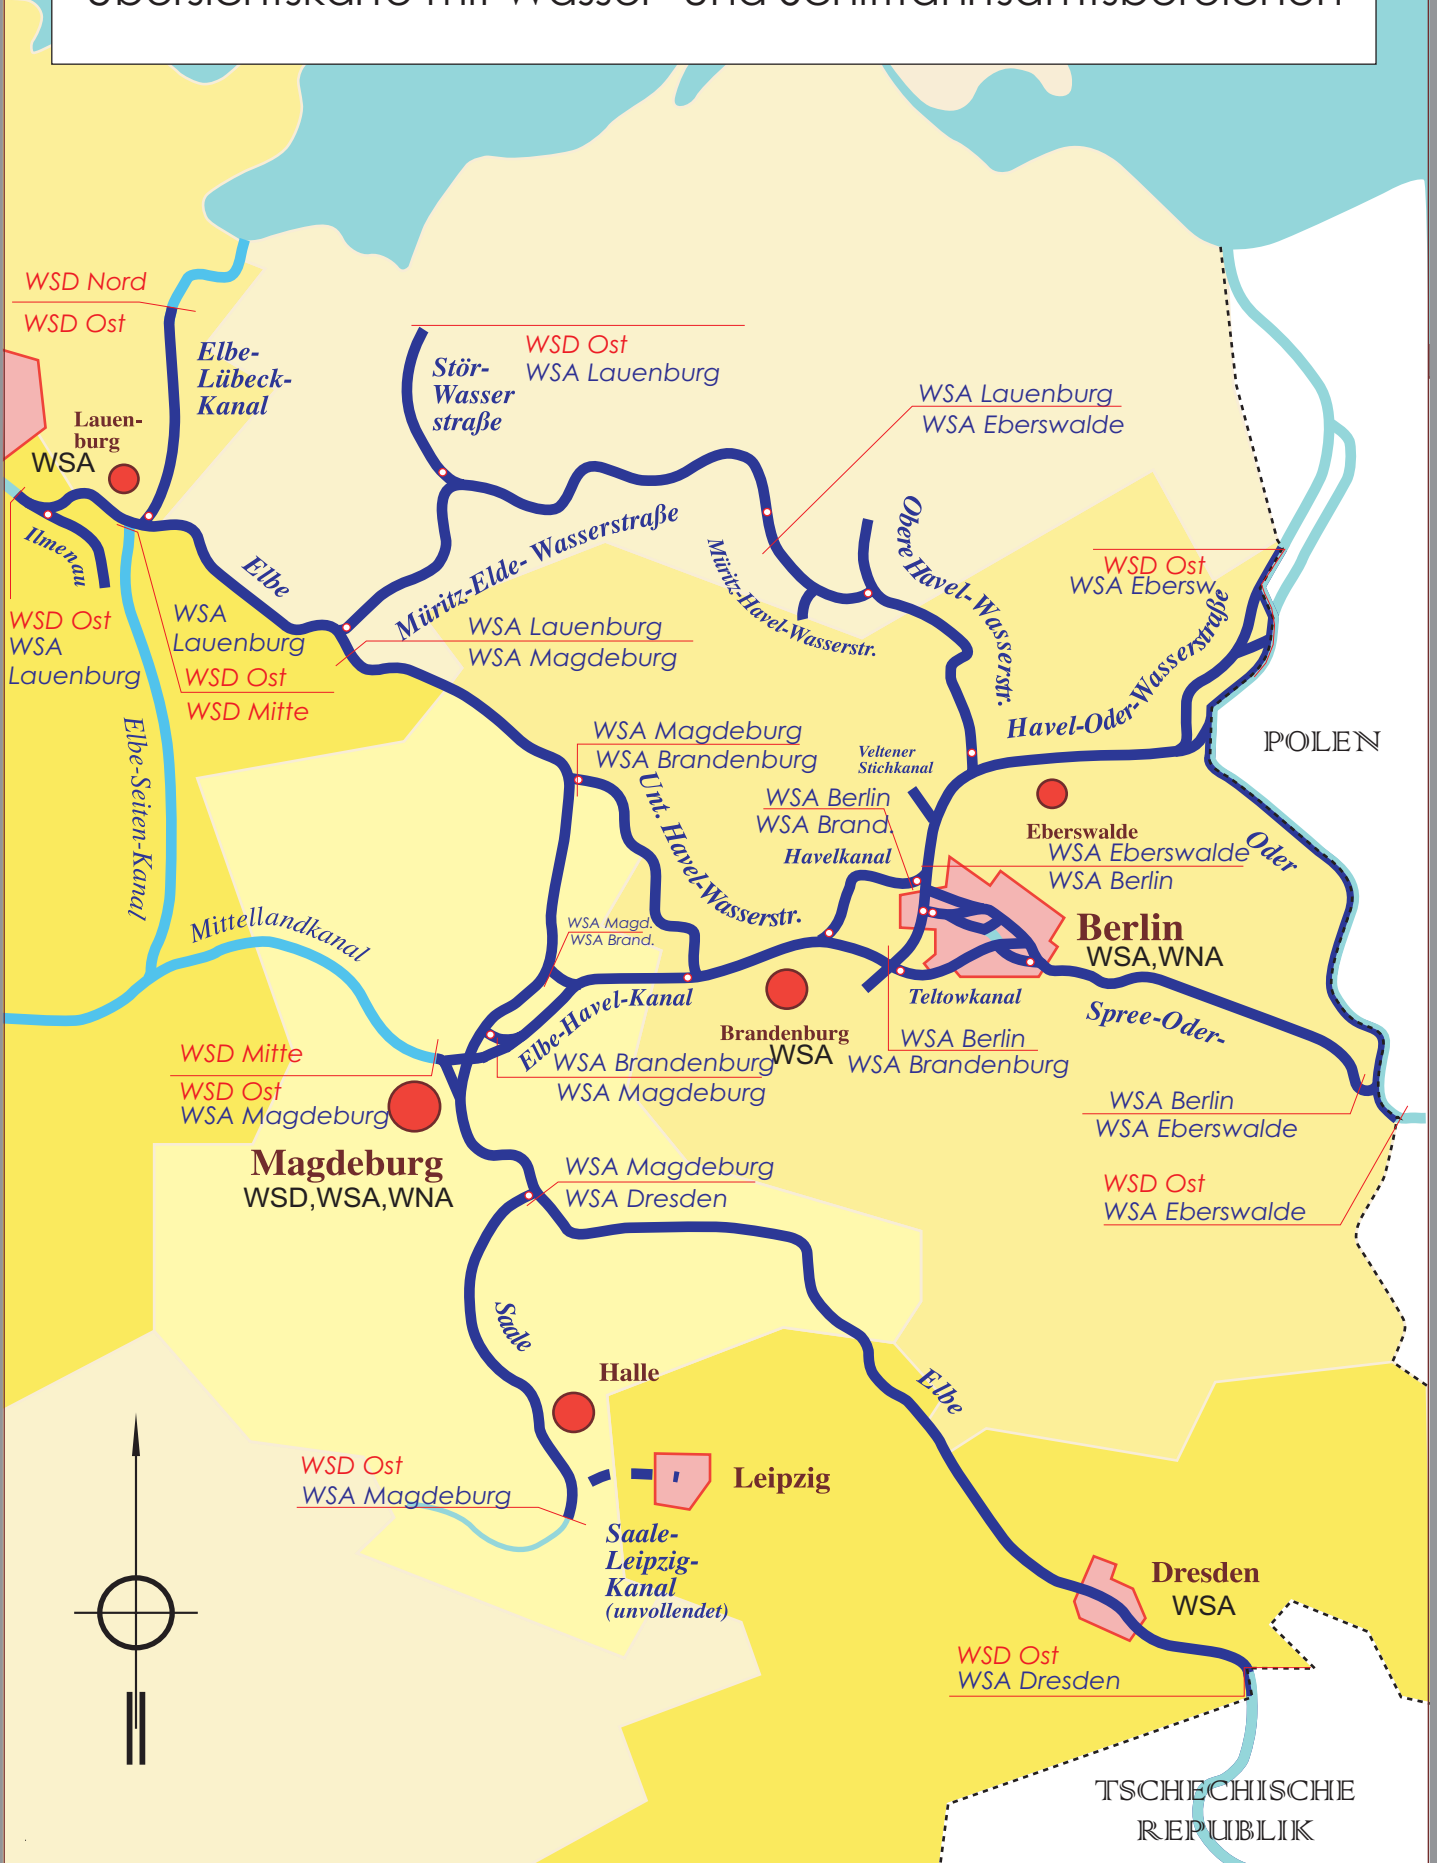 Übersichtskarte mit Wasser- und Schiffahrtsamtsbereichen
WSD Nord
WSD Ost
Elbe-
Lübeck-
Kanal
Stör-
Wasser
straße
WSD Ost
WSA Lauenburg
WSA Lauenburg
WSA Eberswalde
Lauen-
burg
WSA
Ilmenau
Elbe
Müritz-Elde- Wasserstraße
Müritz-Havel-Wasserstr.
Obere Havel-Wasserstr.
WSD Ost
WSA Ebersw.
WSD Ost
WSA
Lauenburg
WSA
Lauenburg
WSD Ost
WSD Mitte
WSA Lauenburg
WSA Magdeburg
Havel-Oder-Wasserstraße
POLEN
Elbe-Seiten-Kanal
WSA Magdeburg
WSA Brandenburg
Veltener
Stichkanal
Unt. Havel-Wasserstr.
WSA Berlin
WSA Brand.
Havelkanal
Eberswalde
WSA Eberswalde
WSA Berlin
Oder
Mittellandkanal
WSA Magd.
WSA Brand.
Berlin
WSA,WNA
Elbe-Havel-Kanal
Teltowkanal
Spree-Oder-
Brandenburg
WSA
WSA Berlin
WSA Brandenburg
WSD Mitte
WSD Ost
WSA Magdeburg
WSA Brandenburg
WSA Magdeburg
WSA Berlin
WSA Eberswalde
Magdeburg
WSD,WSA,WNA
WSA Magdeburg
WSA Dresden
WSD Ost
WSA Eberswalde
Saale
Halle
Elbe
WSD Ost
WSA Magdeburg
Leipzig
Saale-
Leipzig-
Kanal
(unvollendet)
Dresden
WSA
WSD Ost
WSA Dresden
TSCHECHISCHE
REPUBLIK